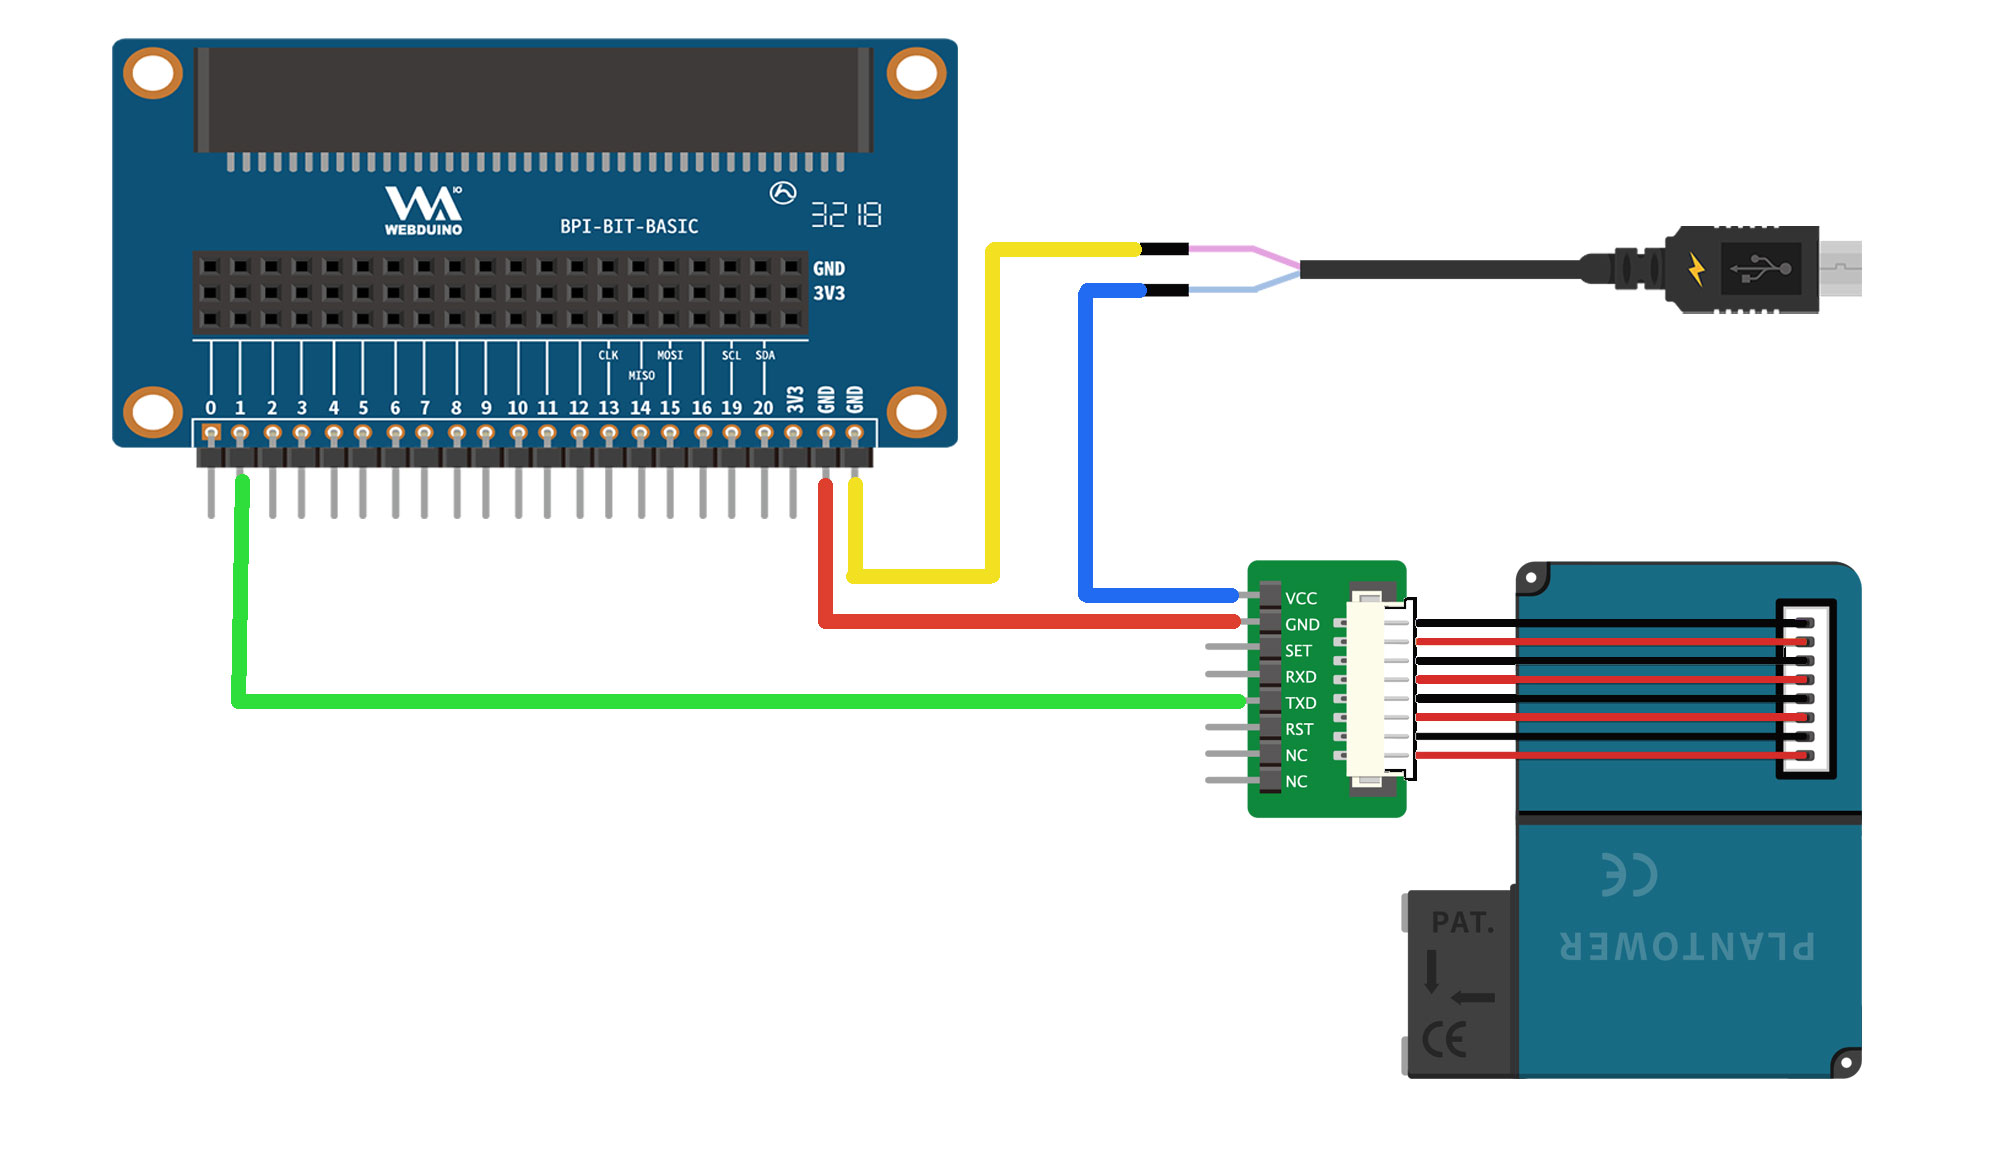 WA IO
WEBDUINO
BPI-BIT-BASIC
3218
GND
3V3
CLK
MOSI
SCL
SDA
MISO
0 1 2 3 4 5 6 7 8 9 10 11 12 13 14 15 16 19 20 3V3 GND GND
VCC
GND
SET
RXD
TXD
RST
NC
NC
CE
PLANTOWER
PAT.
CE